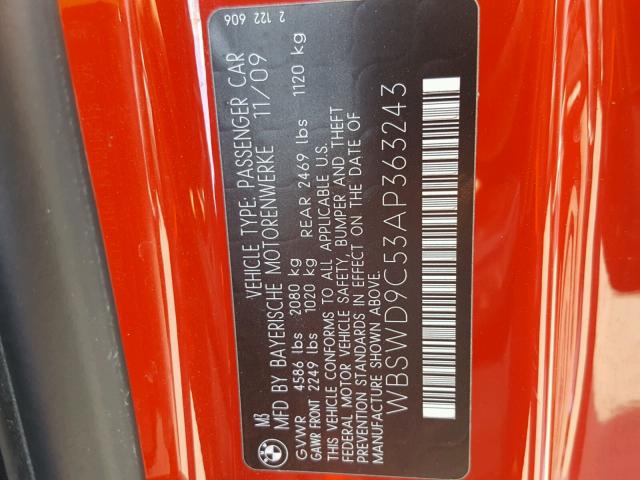 2 122 606
VEHICLE TYPE: PASSENGER CAR
M3
MFD BY BAYERISCHE MOTORENWERKE 11/09
GVWR 4586 lbs 2080 kg
GAWR FRONT 2249 lbs 1020 kg REAR 2469 lbs 1120 kg
THIS VEHICLE CONFORMS TO ALL APPLICABLE U.S.
FEDERAL MOTOR VEHICLE SAFETY, BUMPER AND THEFT
PREVENTION STANDARDS IN EFFECT ON THE DATE OF
MANUFACTURE SHOWN ABOVE
WBSWD9C53AP363243